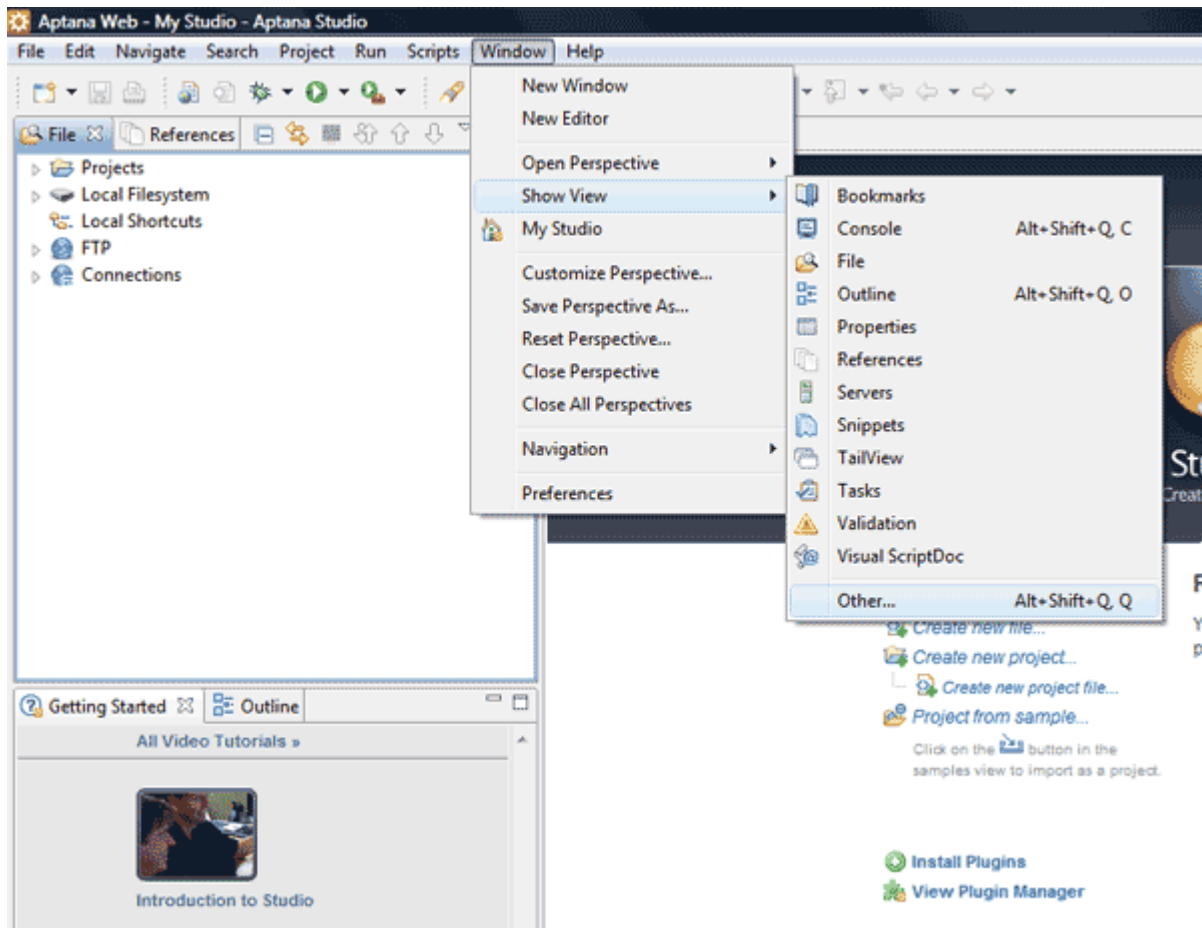 Aptana Web - My Studio - Aptana Studio
File Edit Navigate Search Project Run Scripts Window Help
File References
Projects
Local Filesystem
Local Shortcuts
FTP
Connections
New Window
New Editor
Open Perspective
Show View
My Studio
Customize Perspective...
Save Perspective As...
Reset Perspective...
Close Perspective
Close All Perspectives
Navigation
Preferences
Bookmarks
Console Alt+Shift+Q, C
File
Outline Alt+Shift+Q, O
Properties
References
Servers
Snippets
TailView
Tasks
Validation
Visual ScriptDoc
Other... Alt+Shift+Q, Q
Create new file...
Create new project...
Create new project file...
Project from sample...
Click on the button in the
samples view to import as a project.
Install Plugins
View Plugin Manager
Getting Started Outline
All Video Tutorials »
Introduction to Studio